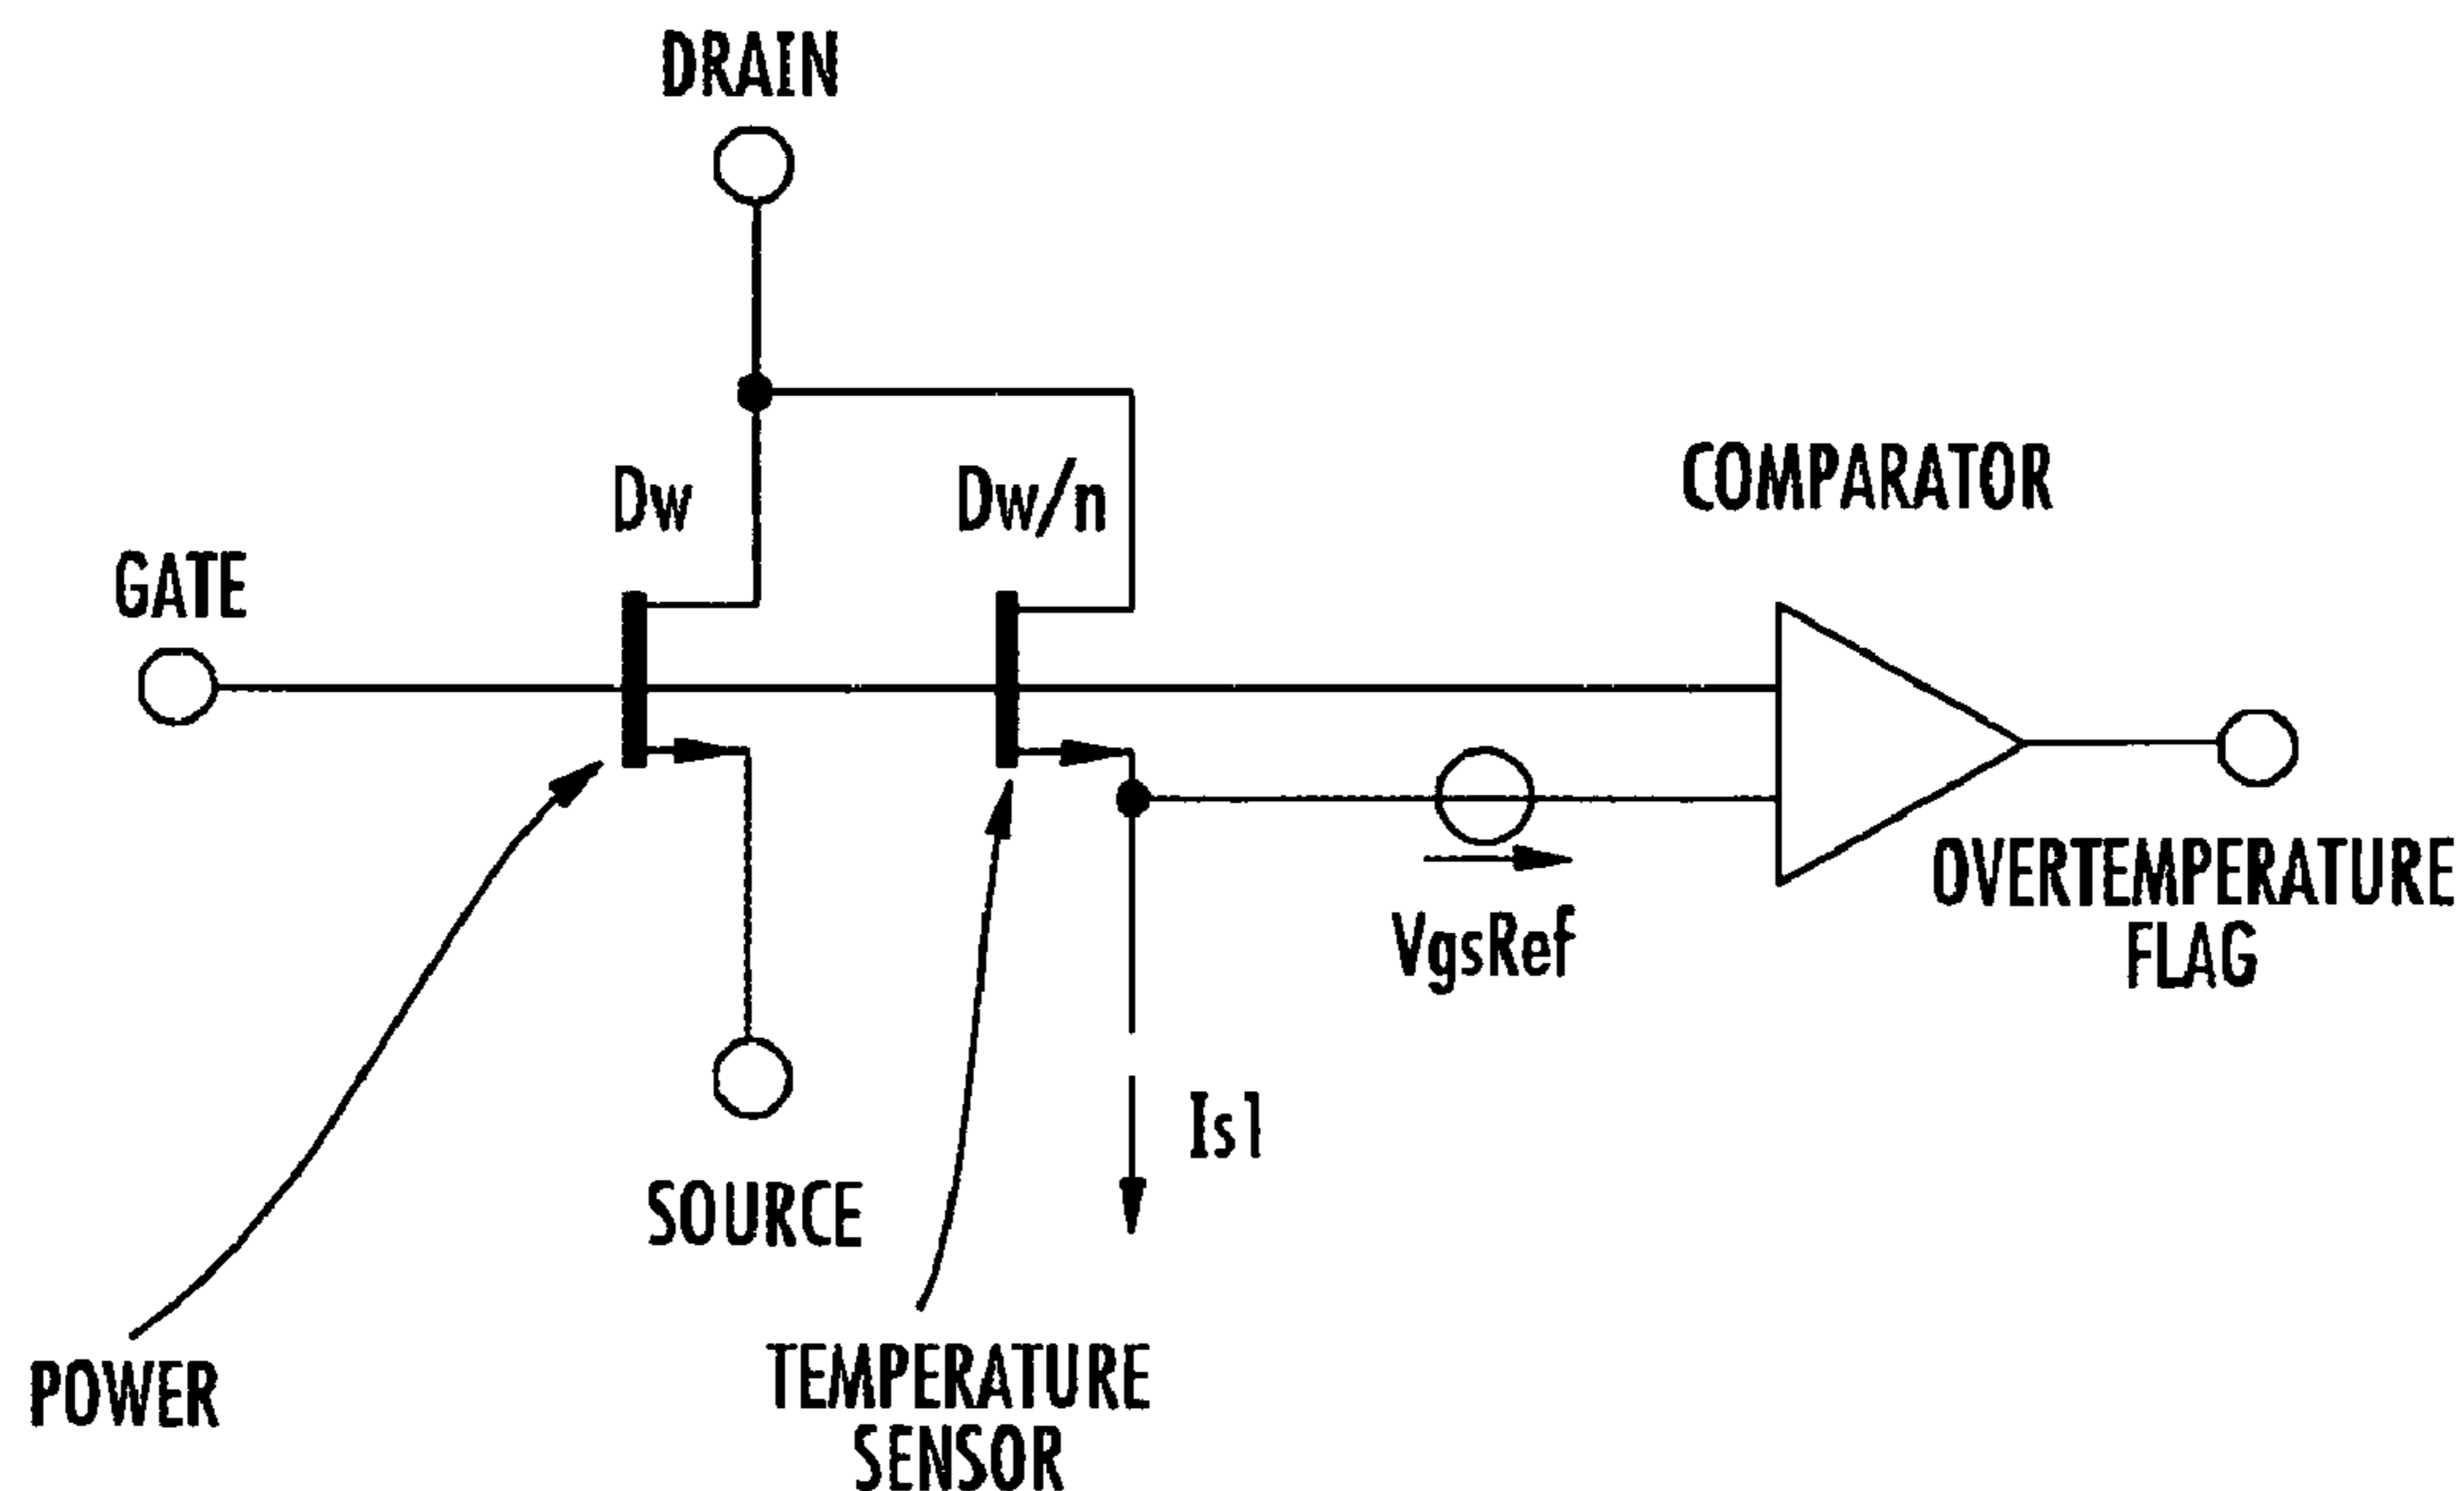 DRAIN
Dw
Dw/n
COMPARATOR
GATE
OVERTEMPERATURE
FLAG
VgsRef
Is1
SOURCE
TEMPERATURE
SENSOR
POWER